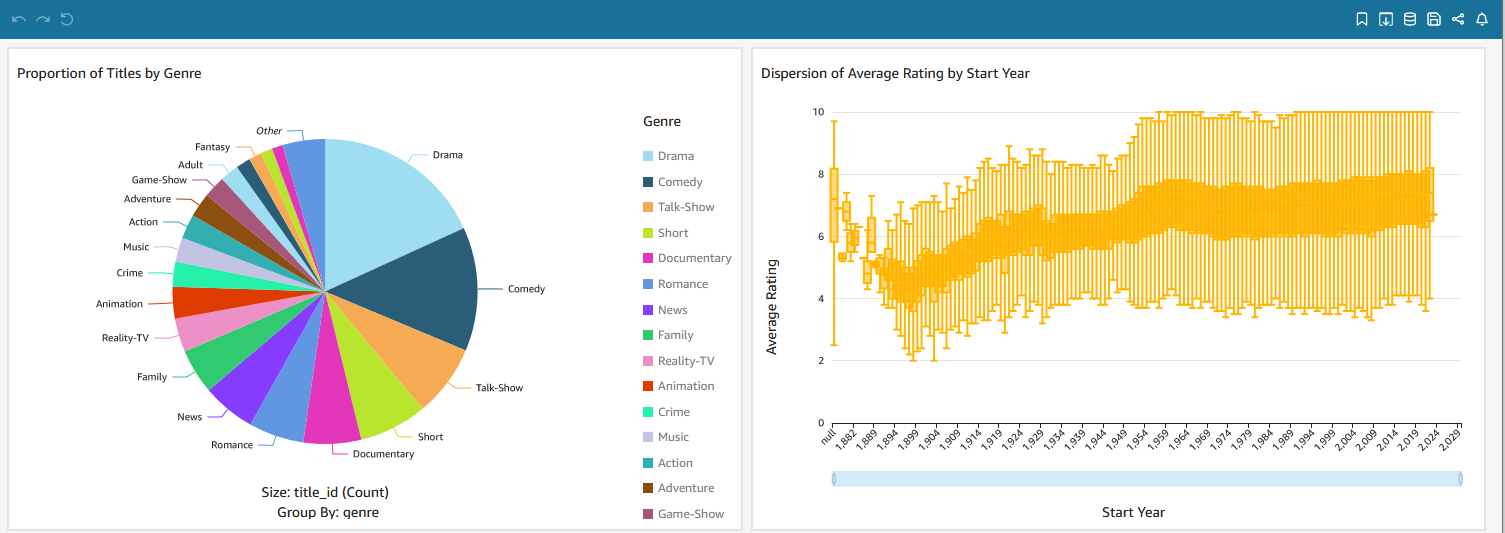 Proportion of Titles by Genre
Other
Fantasy
Adult
Game-Show
Adventure
Action
Music
Crime
Animation
Reality-TV
Family
News
Romance
Documentary
Short
Talk-Show
Comedy
Drama
Size: title_id (Count)
Group By: genre
Genre
Drama
Comedy
Talk-Show
Short
Documentary
Romance
News
Family
Reality-TV
Animation
Crime
Music
Action
Adventure
Game-Show
Dispersion of Average Rating by Start Year
Average Rating
10
8
6
4
2
0
null
1,882
1,889
1,894
1,899
1,904
1,909
1,914
1,919
1,924
1,929
1,934
1,939
1,944
1,949
1,954
1,959
1,964
1,969
1,974
1,979
1,984
1,989
1,994
1,999
2,004
2,009
2,014
2,019
2,024
2,029
Start Year